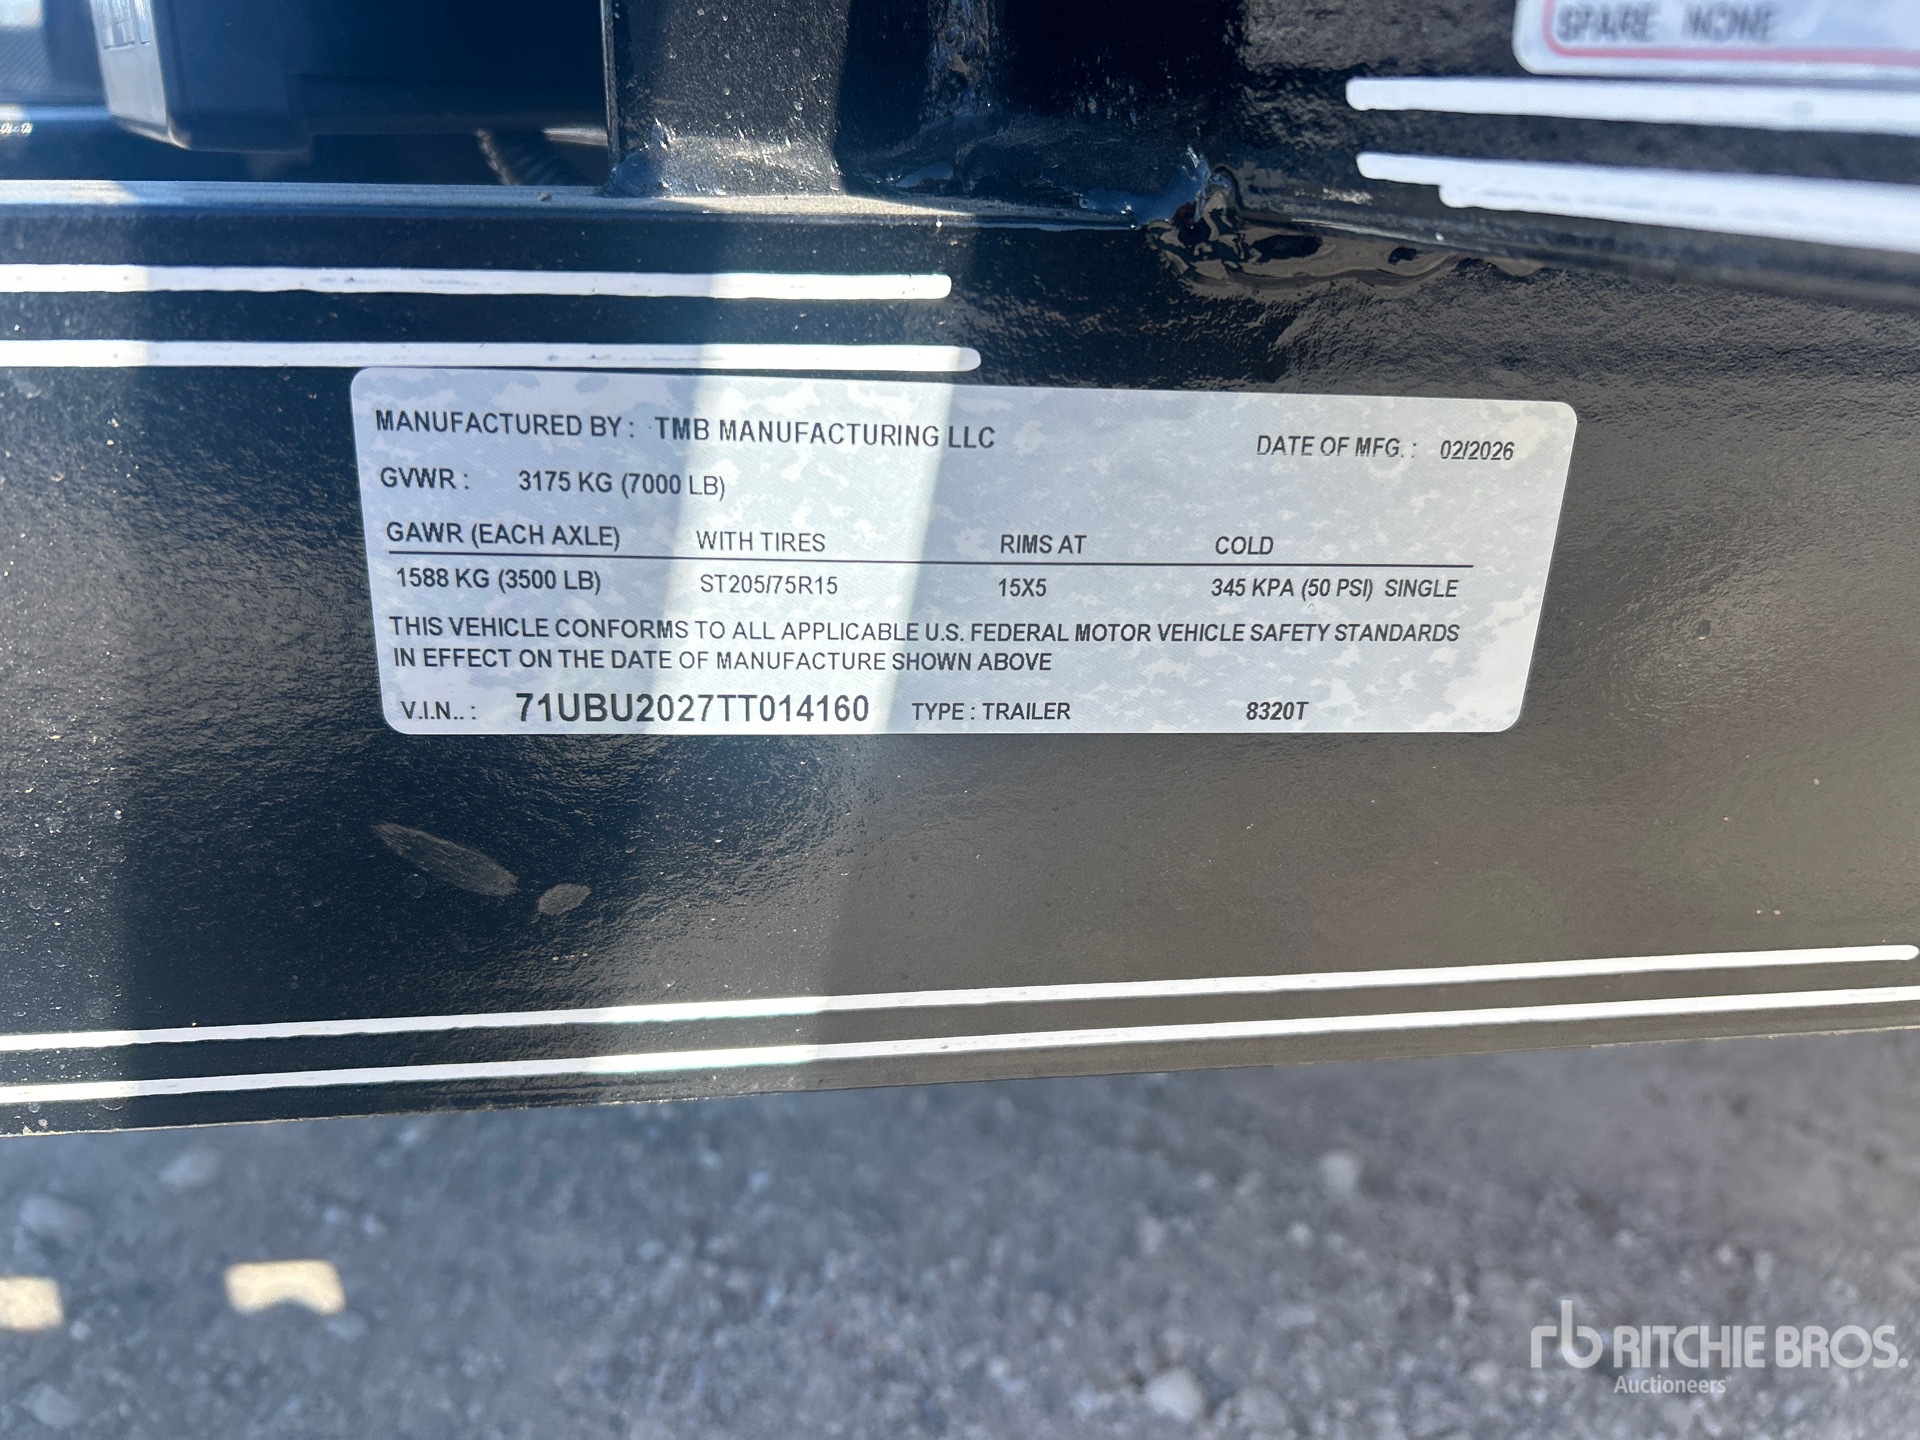 SPARE NONE
MANUFACTURED BY : TMB MANUFACTURING LLC DATE OF MFG. : 02/2026
GVWR : 3175 KG (7000 LB)
GAWR (EACH AXLE) WITH TIRES RIMS AT COLD
1588 KG (3500 LB) ST205/75R15 15X5 345 KPA (50 PSI) SINGLE
THIS VEHICLE CONFORMS TO ALL APPLICABLE U.S. FEDERAL MOTOR VEHICLE SAFETY STANDARDS
IN EFFECT ON THE DATE OF MANUFACTURE SHOWN ABOVE
V.I.N.. : 71UBU2027TT014160 TYPE : TRAILER 8320T
rb RITCHIE BROS.
Auctioneers